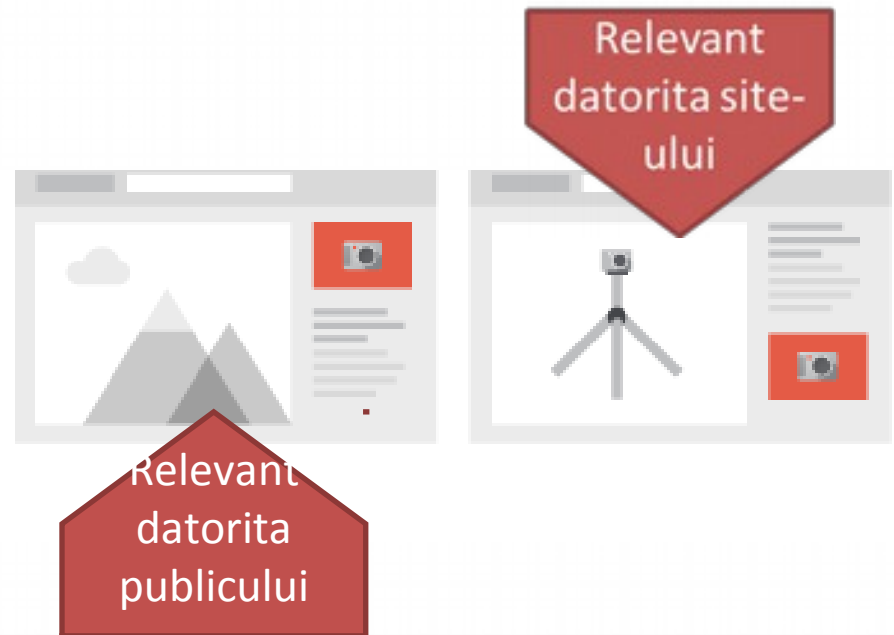 Relevant
datorita site-
ului
Relevant
datorita
publicului